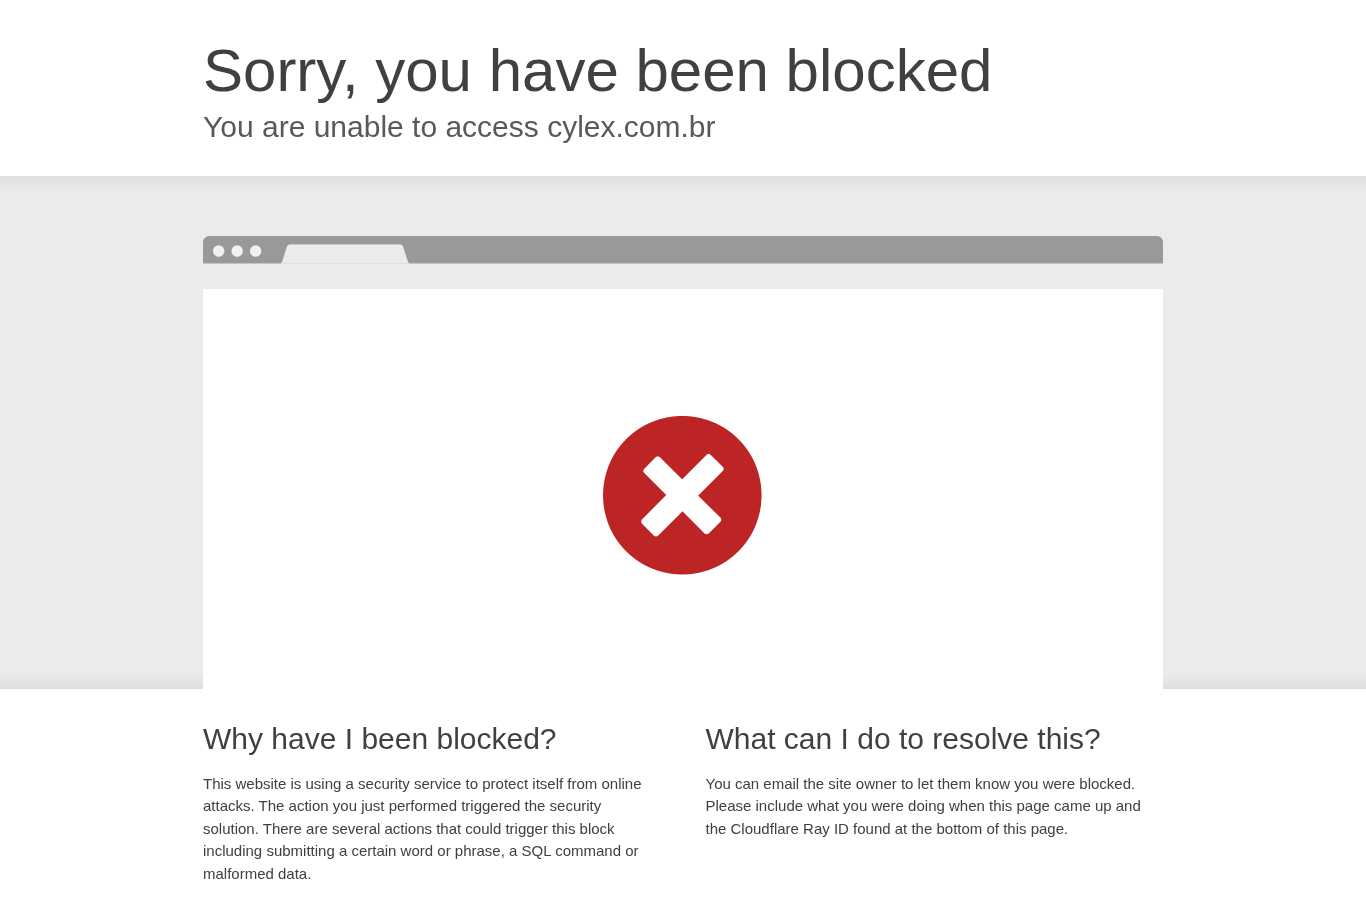 Sorry, you have been blocked
You are unable to access cylex.com.br
Why have I been blocked?
This website is using a security service to protect itself from online
attacks. The action you just performed triggered the security
solution. There are several actions that could trigger this block
including submitting a certain word or phrase, a SQL command or
malformed data.
What can I do to resolve this?
You can email the site owner to let them know you were blocked.
Please include what you were doing when this page came up and
the Cloudflare Ray ID found at the bottom of this page.